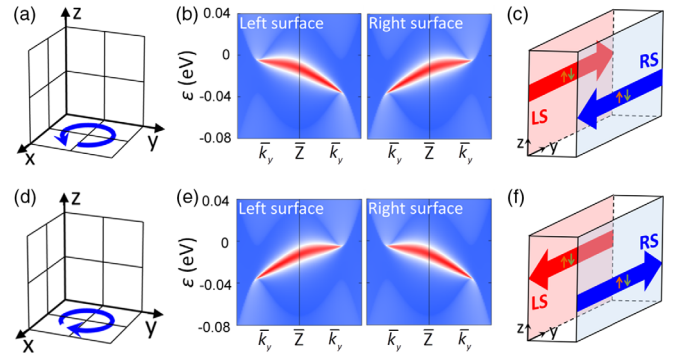 (a)
z
x
y
(b)
ε (eV)
0.04
0
-0.04
-0.08
Left surface
Right surface
k̅y Z̅ k̅y
k̅y Z̅ k̅y
(c)
RS
↑↓
↑↓
LS
z
y
(d)
z
x
y
(e)
ε (eV)
0.04
0
-0.04
-0.08
Left surface
Right surface
k̅y Z̅ k̅y
k̅y Z̅ k̅y
(f)
RS
↑↓
↑↓
LS
z
y